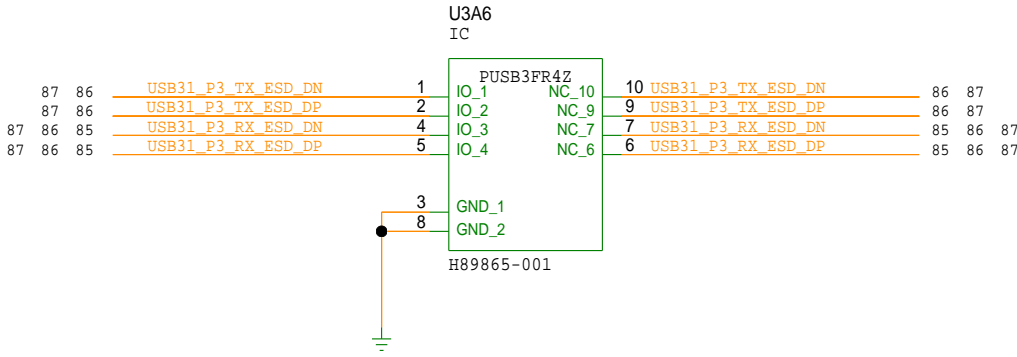 U3A6
IC
PUSB3FR4Z
87 86 USB31_P3_TX_ESD_DN 1 IO_1 NC_10 10 USB31_P3_TX_ESD_DN 86 87
87 86 USB31_P3_TX_ESD_DP 2 IO_2 NC_9 9 USB31_P3_TX_ESD_DP 86 87
87 86 85 USB31_P3_RX_ESD_DN 4 IO_3 NC_7 7 USB31_P3_RX_ESD_DN 85 86 87
87 86 85 USB31_P3_RX_ESD_DP 5 IO_4 NC_6 6 USB31_P3_RX_ESD_DP 85 86 87
3 GND_1
8 GND_2
H89865-001